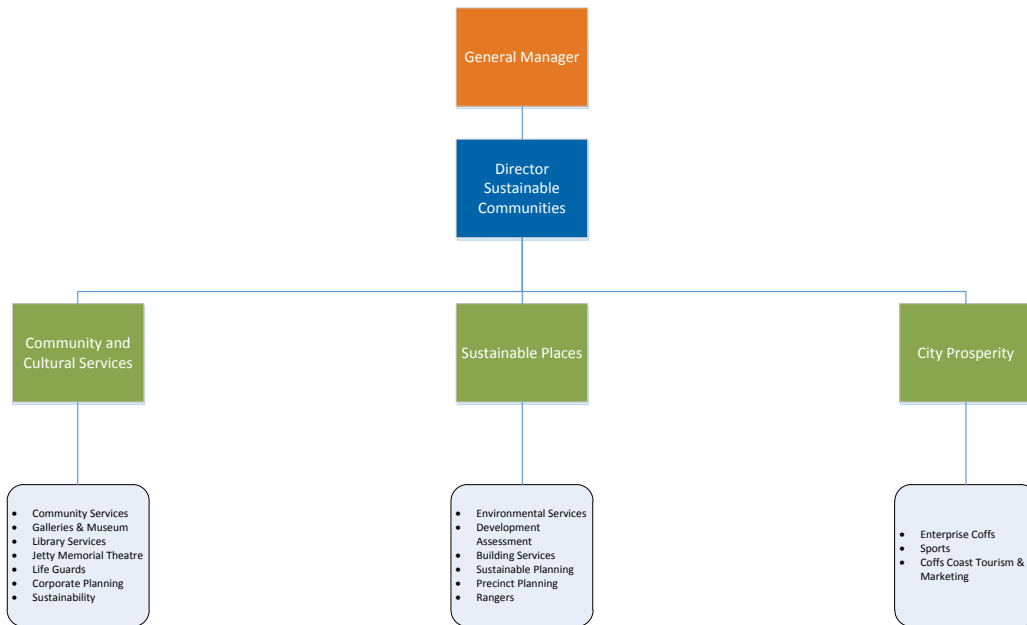 General Manager
Director
Sustainable
Communities
Community and
Cultural Services
Sustainable Places
City Prosperity
• Community Services
• Galleries & Museum
• Library Services
• Jetty Memorial Theatre
• Life Guards
• Corporate Planning
• Sustainability
• Environmental Services
• Development
Assessment
• Building Services
• Sustainable Planning
• Precinct Planning
• Rangers
• Enterprise Coffs
• Sports
• Coffs Coast Tourism &
Marketing